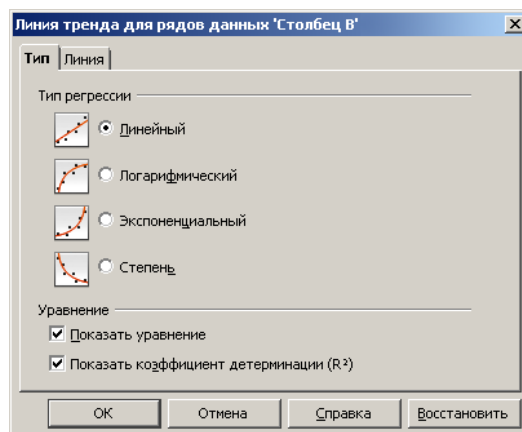 Линия тренда для рядов данных 'Столбец B'
Тип Линия
Тип регрессии
Линейный
Логарифмический
Экспоненциальный
Степень
Уравнение
Показать уравнение
Показать коэффициент детерминации (R²)
OK Отмена Справка Восстановить